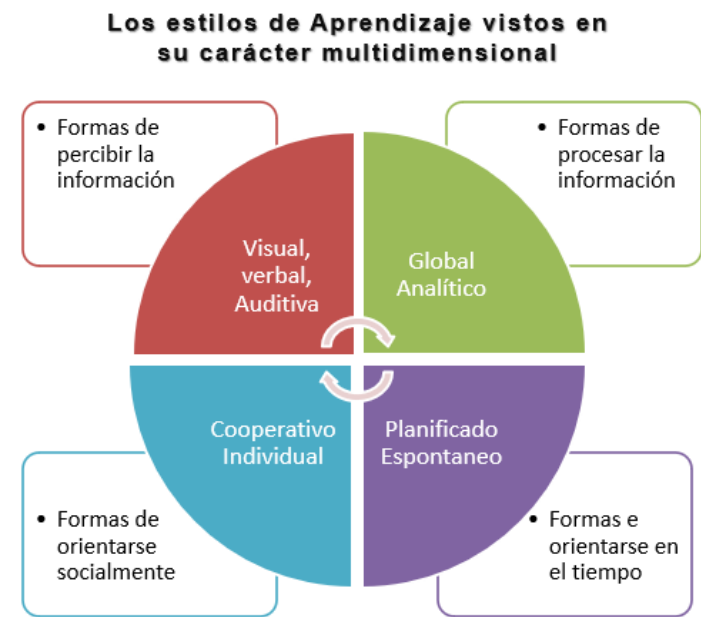 Los estilos de Aprendizaje vistos en
su carácter multidimensional
• Formas de
percibir la
información
• Formas de
procesar la
información
Visual,
verbal,
Auditiva
Global
Analítico
Cooperativo
Individual
Planificado
Espontaneo
• Formas de
orientarse
socialmente
• Formas e
orientarse en
el tiempo